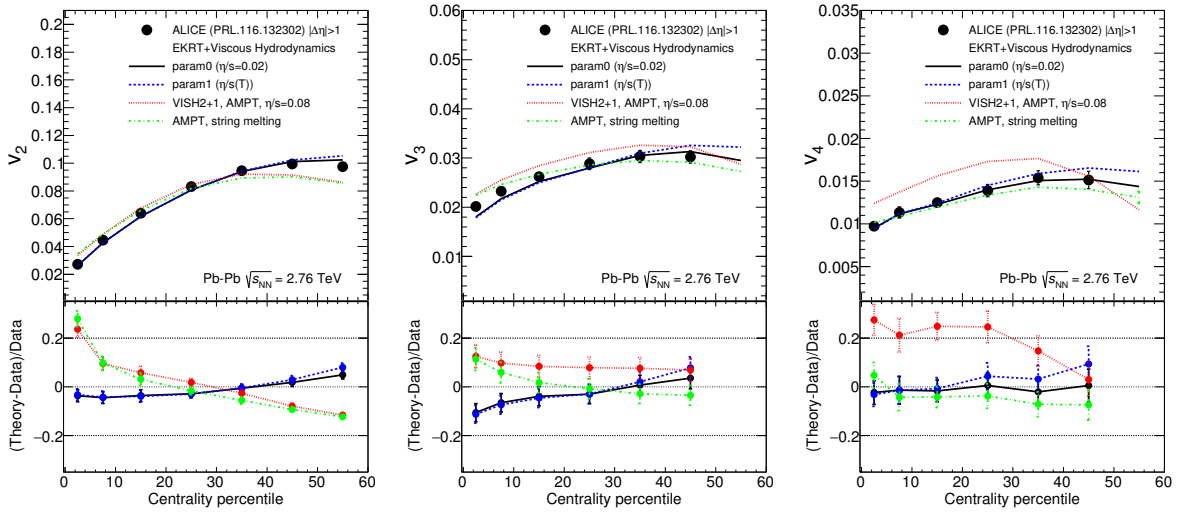 0.2
0.18
0.16
0.14
0.12
0.1
0.08
0.06
0.04
0.02
v2
ALICE (PRL.116.132302) |Δη|>1
EKRT+Viscous Hydrodynamics
param0 (η/s=0.02)
param1 (η/s(T))
VISH2+1, AMPT, η/s=0.08
AMPT, string melting
Pb-Pb √sNN = 2.76 TeV
(Theory-Data)/Data
0.2
0
−0.2
0 10 20 30 40 50 60
Centrality percentile
0.06
0.05
0.04
0.03
0.02
0.01
0
v3
ALICE (PRL.116.132302) |Δη|>1
EKRT+Viscous Hydrodynamics
param0 (η/s=0.02)
param1 (η/s(T))
VISH2+1, AMPT, η/s=0.08
AMPT, string melting
Pb-Pb √sNN = 2.76 TeV
(Theory-Data)/Data
0.2
0
−0.2
0 10 20 30 40 50 60
Centrality percentile
0.04
0.035
0.03
0.025
0.02
0.015
0.01
0.005
0
v4
ALICE (PRL.116.132302) |Δη|>1
EKRT+Viscous Hydrodynamics
param0 (η/s=0.02)
param1 (η/s(T))
VISH2+1, AMPT, η/s=0.08
AMPT, string melting
Pb-Pb √sNN = 2.76 TeV
(Theory-Data)/Data
0.2
0
−0.2
0 10 20 30 40 50 60
Centrality percentile